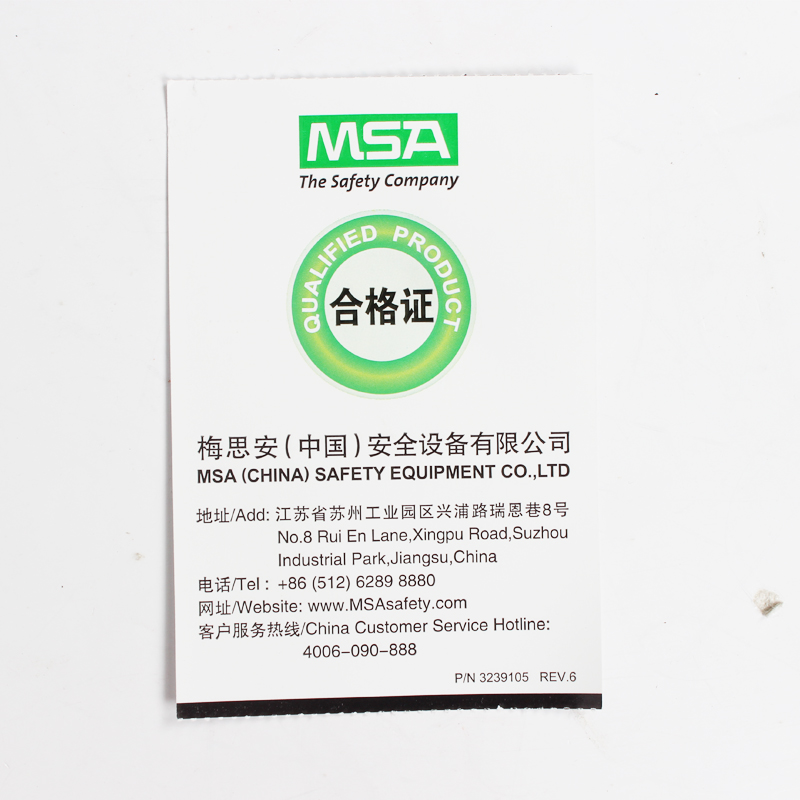 MSA
The Safety Company
QUALIFIED PRODUCT
合格证
梅思安(中国)安全设备有限公司
MSA (CHINA) SAFETY EQUIPMENT CO.,LTD
地址/Add: 江苏省苏州工业园区兴浦路瑞恩巷8号
No.8 Rui En Lane,Xingpu Road,Suzhou
Industrial Park,Jiangsu,China
电话/Tel : +86 (512) 6289 8880
网址/Website: www.MSAsafety.com
客户服务热线/China Customer Service Hotline:
4006-090-888
P/N 3239105 REV.6